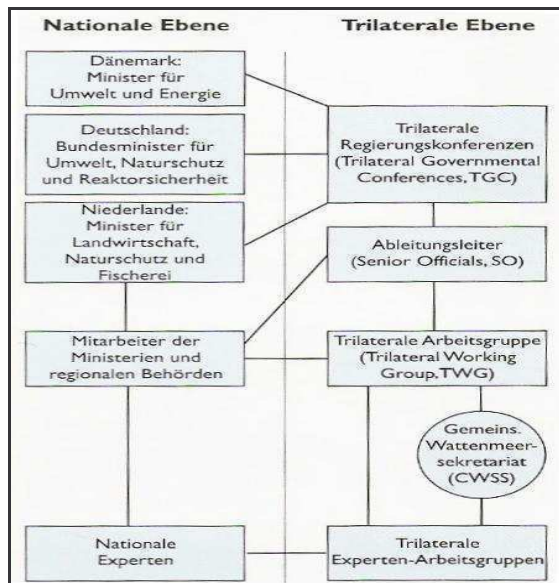 Nationale Ebene
Trilaterale Ebene
Dänemark:
Minister für
Umwelt und Energie
Deutschland:
Bundesminister für
Umwelt, Naturschutz
und Reaktorsicherheit
Niederlande:
Minister für
Landwirtschaft,
Naturschutz und
Fischerei
Mitarbeiter der
Ministerien und
regionalen Behörden
Nationale
Experten
Trilaterale
Regierungskonferenzen
(Trilateral Governmental
Conferences, TGC)
Ableitungsleiter
(Senior Officials, SO)
Trilaterale Arbeitsgruppe
(Trilateral Working
Group, TWG)
Gemeins.
Wattenmeer-
sekretariat
(CWSS)
Trilaterale
Experten-Arbeitsgruppen